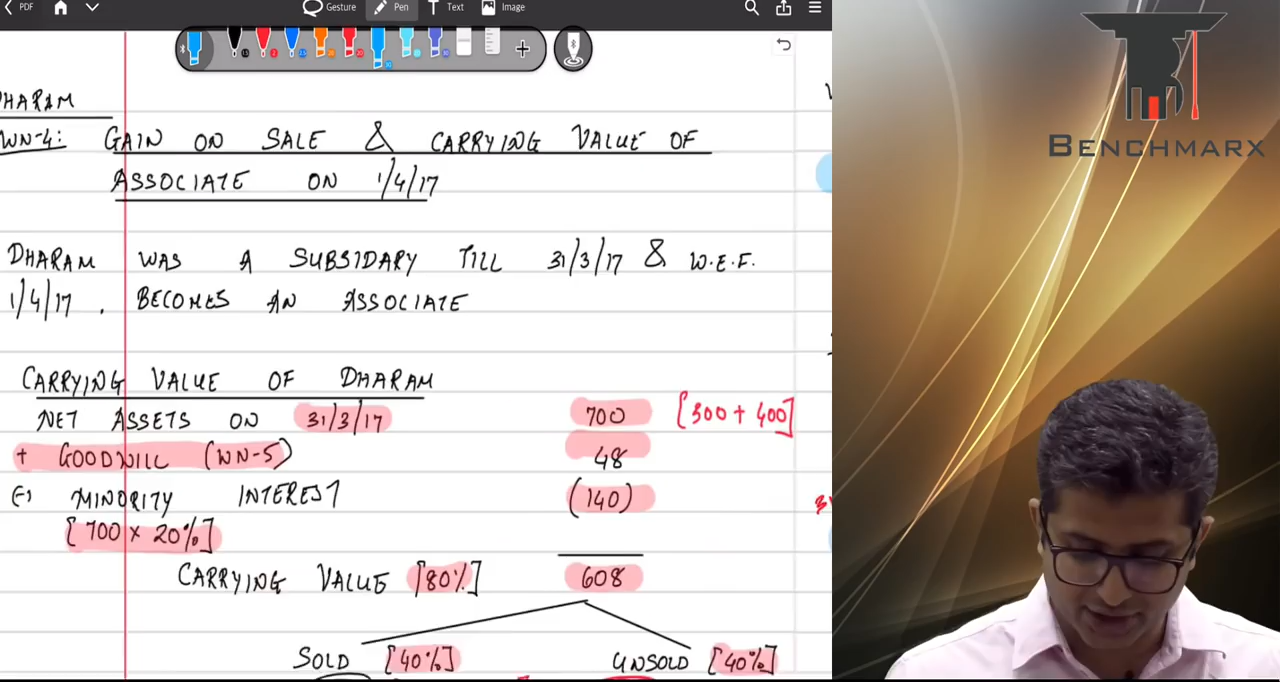 PDF
Gesture
Pen
Text
Image
BENCHMARX
DHARAM
WN-4: GAIN ON SALE & CARRYING VALUE OF
ASSOCIATE ON 1/4/17
DHARAM WAS A SUBSIDARY TILL 31/3/17 & W.E.F.
1/4/17 . BECOMES AN ASSOCIATE
CARRYING VALUE OF DHARAM
NET ASSETS ON 31/3/17 700 [300 + 400]
+ GOODWILL (WN-5) 48
(-) MINORITY INTEREST (140)
[700 x 20%]
CARRYING VALUE [80%] 608
SOLD [40%] UNSOLD [40%]